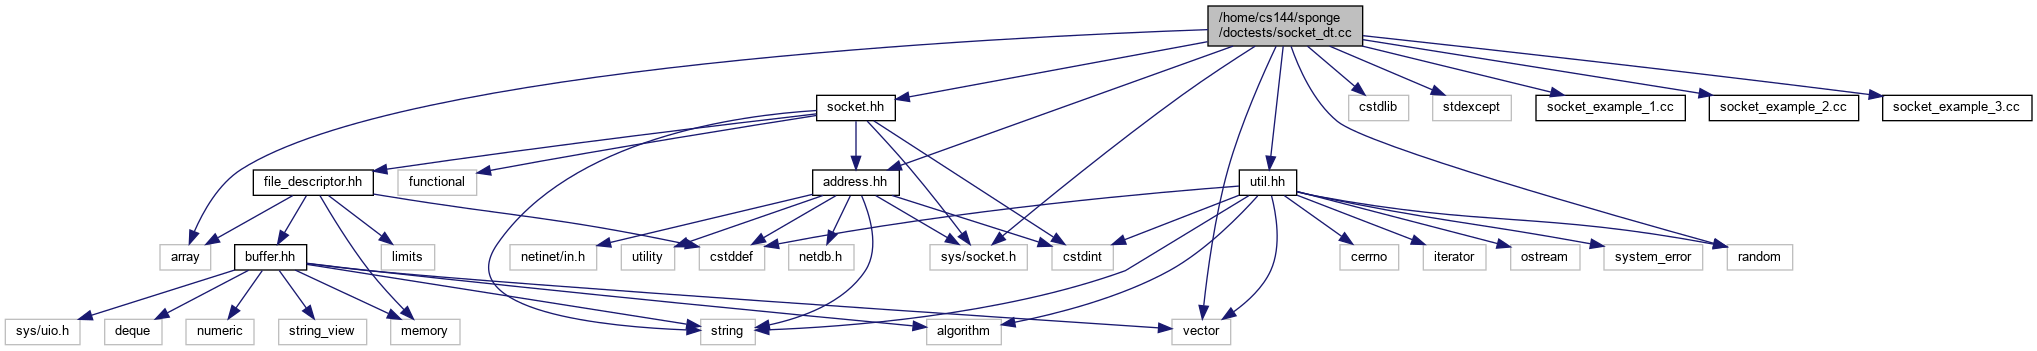 /home/cs144/sponge
/doctests/socket_dt.cc
socket.hh
cstdlib
stdexcept
socket_example_1.cc
socket_example_2.cc
socket_example_3.cc
file_descriptor.hh
functional
address.hh
util.hh
array
buffer.hh
limits
netinet/in.h
utility
cstddef
netdb.h
sys/socket.h
cstdint
cerrno
iterator
ostream
system_error
random
sys/uio.h
deque
numeric
string_view
memory
string
algorithm
vector